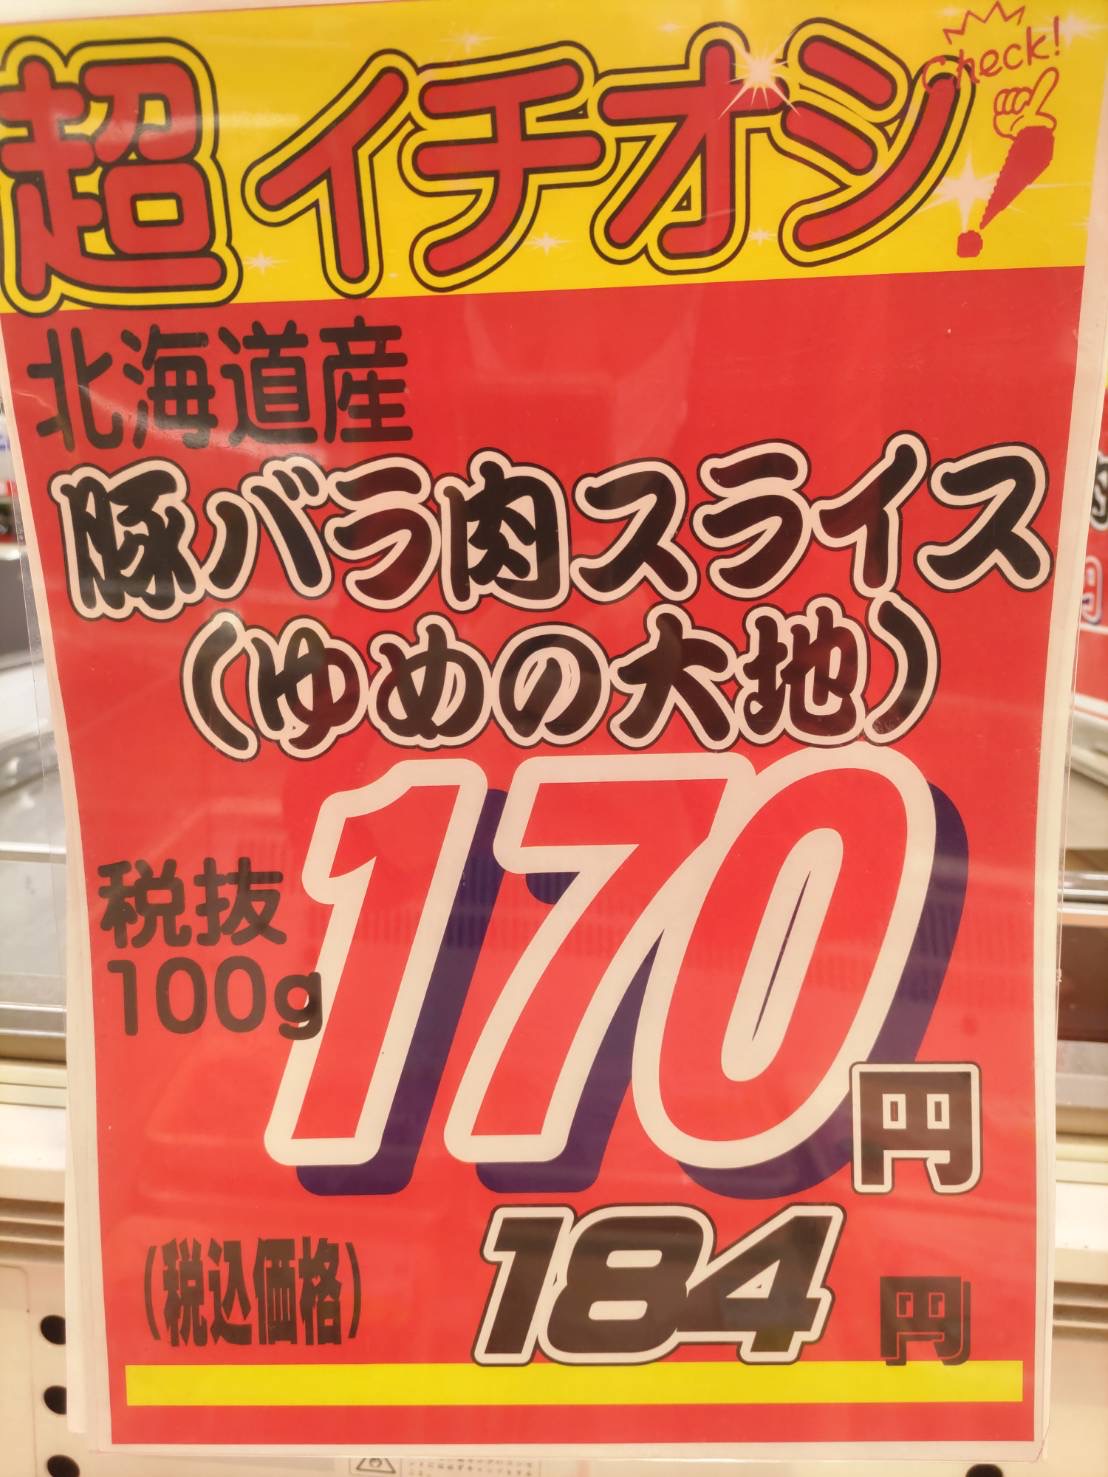 超イチオシ！
Check!
北海道産
豚バラ肉スライス
(ゆめの大地)
税抜
100g
170円
(税込価格)
184円